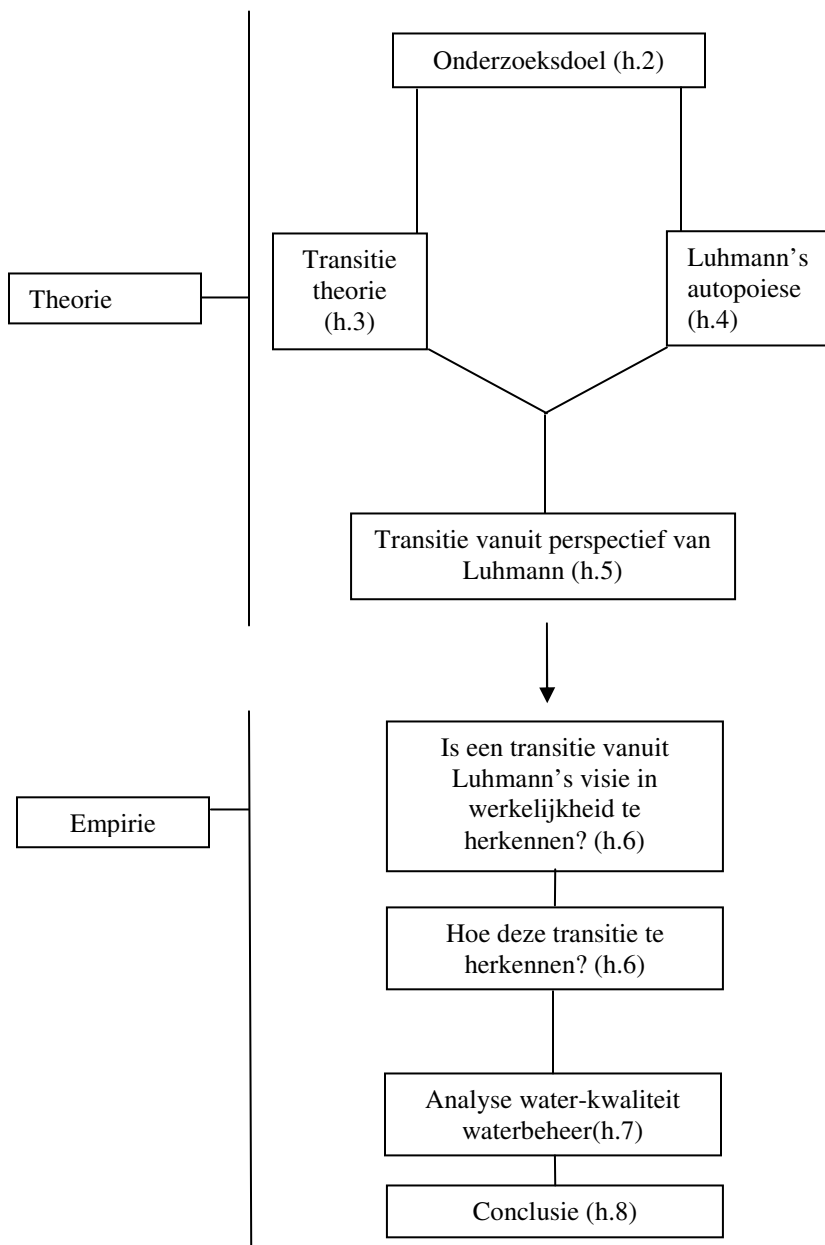 Onderzoeksdoel (h.2)
Transitie
theorie
(h.3)
Luhmann's
autopoiese
(h.4)
Theorie
Transitie vanuit perspectief van
Luhmann (h.5)
Is een transitie vanuit
Luhmann's visie in
werkelijkheid te
herkennen? (h.6)
Empirie
Hoe deze transitie te
herkennen? (h.6)
Analyse water-kwaliteit
waterbeheer(h.7)
Conclusie (h.8)